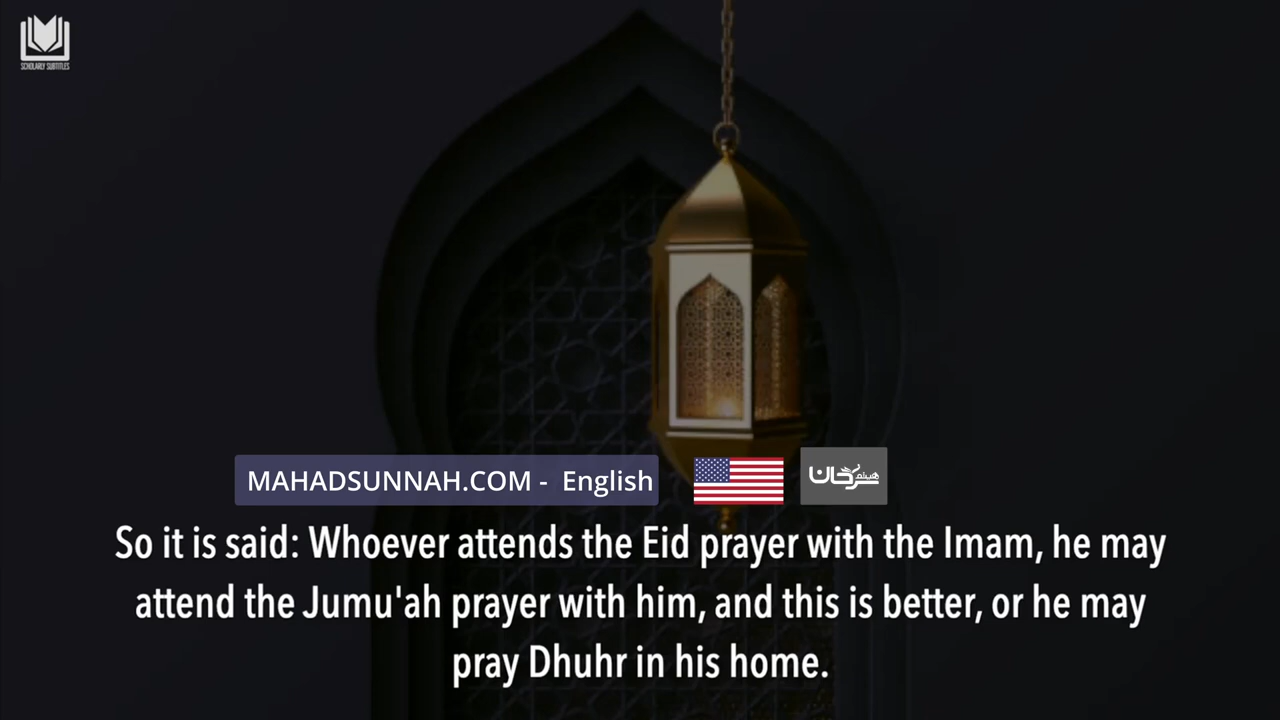 SCHOLARLY SUBTITLES
MAHADSUNNAH.COM - English
So it is said: Whoever attends the Eid prayer with the Imam, he may
attend the Jumu'ah prayer with him, and this is better, or he may
pray Dhuhr in his home.